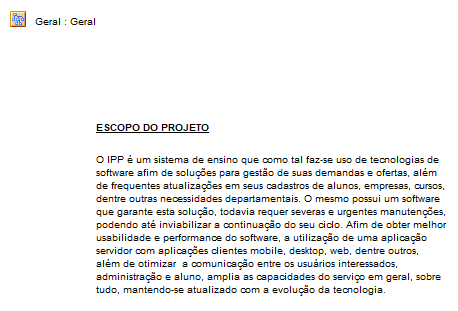 Geral : Geral
ESCOPO DO PROJETO
O IPP é um sistema de ensino que como tal faz-se uso de tecnologias de
software afim de soluções para gestão de suas demandas e ofertas, além
de frequentes atualizações em seus cadastros de alunos, empresas, cursos,
dentre outras necessidades departamentais. O mesmo possui um software
que garante esta solução, todavia requer severas e urgentes manutenções,
podendo até inviabilizar a continuação do seu ciclo. Afim de obter melhor
usabilidade e performance do software, a utilização de uma aplicação
servidor com aplicações clientes mobile, desktop, web, dentre outros,
além de otimizar a comunicação entre os usuários interessados,
administração e aluno, amplia as capacidades do serviço em geral, sobre
tudo, mantendo-se atualizado com a evolução da tecnologia.